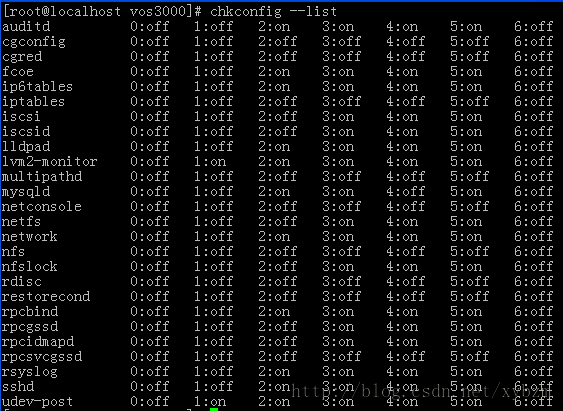 [root@localhost vos3000]# chkconfig --list
auditd 0:off 1:off 2:on 3:on 4:on 5:on 6:off
cgconfig 0:off 1:off 2:off 3:off 4:off 5:off 6:off
cgred 0:off 1:off 2:off 3:off 4:off 5:off 6:off
fcoe 0:off 1:off 2:on 3:on 4:on 5:on 6:off
ip6tables 0:off 1:off 2:on 3:on 4:on 5:on 6:off
iptables 0:off 1:off 2:off 3:off 4:off 5:off 6:off
iscsi 0:off 1:off 2:off 3:on 4:on 5:on 6:off
iscsid 0:off 1:off 2:off 3:on 4:on 5:on 6:off
lldpad 0:off 1:off 2:on 3:on 4:on 5:on 6:off
lvm2-monitor 0:off 1:on 2:on 3:on 4:on 5:on 6:off
multipathd 0:off 1:off 2:off 3:off 4:off 5:off 6:off
mysqld 0:off 1:off 2:on 3:on 4:on 5:on 6:off
netconsole 0:off 1:off 2:off 3:off 4:off 5:off 6:off
netfs 0:off 1:off 2:off 3:on 4:on 5:on 6:off
network 0:off 1:off 2:on 3:on 4:on 5:on 6:off
nfs 0:off 1:off 2:off 3:off 4:off 5:off 6:off
nfslock 0:off 1:off 2:off 3:on 4:on 5:on 6:off
rdisc 0:off 1:off 2:off 3:off 4:off 5:off 6:off
restorecond 0:off 1:off 2:off 3:off 4:off 5:off 6:off
rpcbind 0:off 1:off 2:on 3:on 4:on 5:on 6:off
rpcgssd 0:off 1:off 2:off 3:on 4:on 5:on 6:off
rpcidmapd 0:off 1:off 2:off 3:on 4:on 5:on 6:off
rpcsvcgssd 0:off 1:off 2:off 3:off 4:off 5:off 6:off
rsyslog 0:off 1:off 2:on 3:on 4:on 5:on 6:off
sshd 0:off 1:off 2:on 3:on 4:on 5:on 6:off
udev-post 0:off 1:on 2:on 3:on 4:on 5:on 6:off